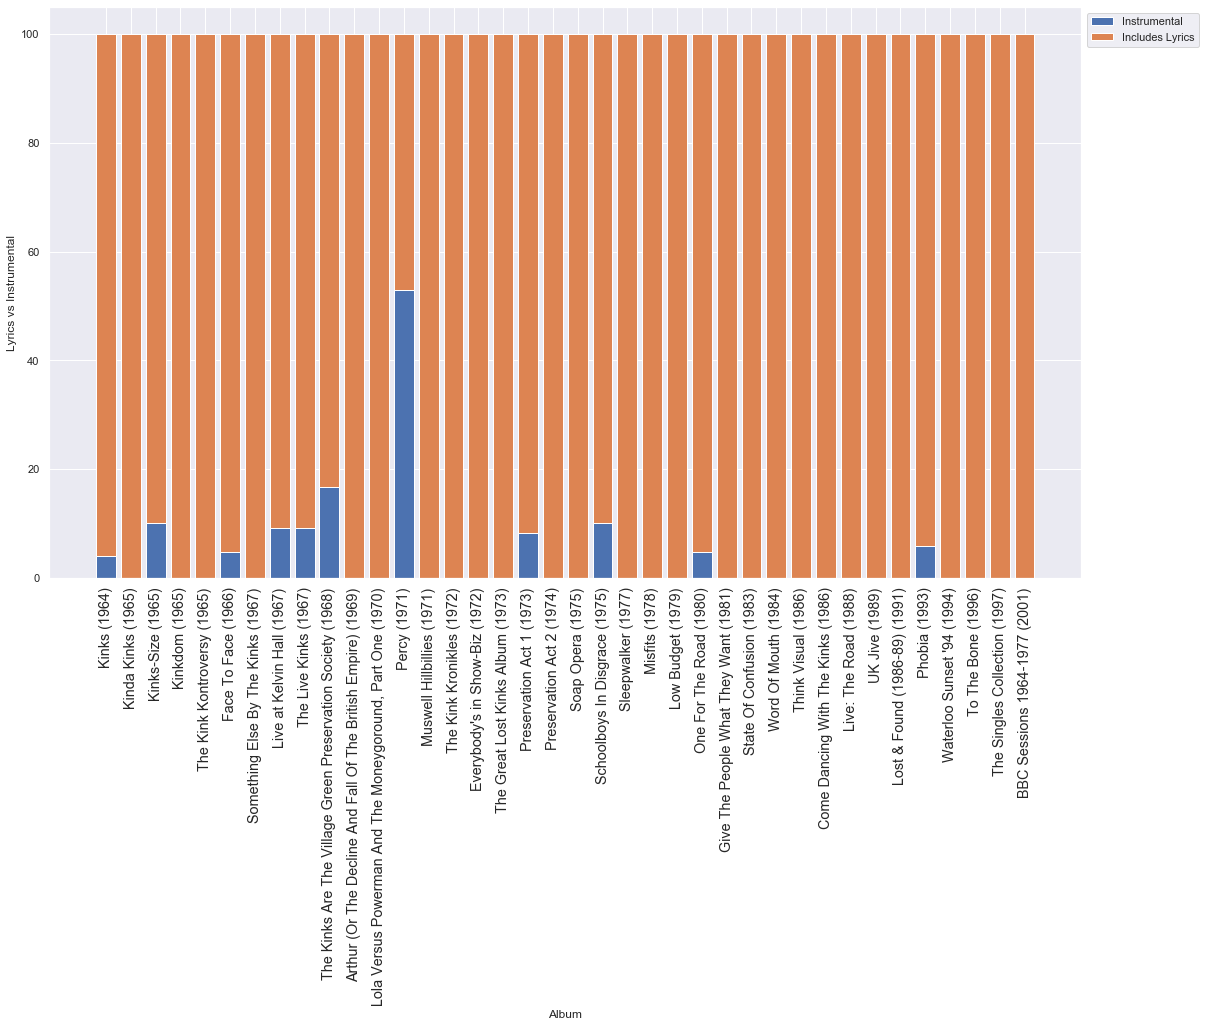 Instrumental
Includes Lyrics
100
80
60
40
20
0
Lyrics vs Instrumental
Kinks (1964)
Kinda Kinks (1965)
Kinks-Size (1965)
Kinkdom (1965)
The Kink Kontroversy (1965)
Face To Face (1966)
Something Else By The Kinks (1967)
Live at Kelvin Hall (1967)
The Live Kinks (1967)
The Kinks Are The Village Green Preservation Society (1968)
Arthur (Or The Decline And Fall Of The British Empire) (1969)
Lola Versus Powerman And The Moneygoround, Part One (1970)
Percy (1971)
Muswell Hillbillies (1971)
The Kink Kronikles (1972)
Everybody's in Show-Biz (1972)
The Great Lost Kinks Album (1973)
Preservation Act 1 (1973)
Preservation Act 2 (1974)
Soap Opera (1975)
Schoolboys In Disgrace (1975)
Sleepwalker (1977)
Misfits (1978)
Low Budget (1979)
One For The Road (1980)
Give The People What They Want (1981)
State Of Confusion (1983)
Word Of Mouth (1984)
Think Visual (1986)
Come Dancing With The Kinks (1986)
Live: The Road (1988)
UK Jive (1989)
Lost & Found (1986-89) (1991)
Phobia (1993)
Waterloo Sunset '94 (1994)
To The Bone (1996)
The Singles Collection (1997)
BBC Sessions 1964-1977 (2001)
Album